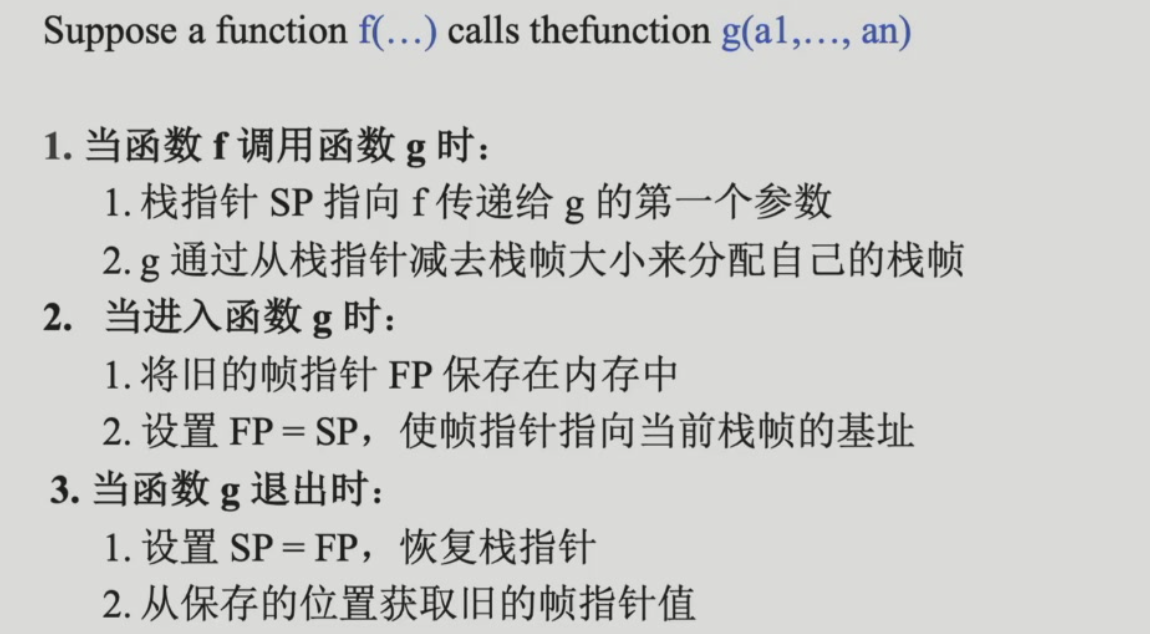 Suppose a function f(…) calls thefunction g(a1,…, an)
1. 当函数 f 调用函数 g 时：
1. 栈指针 SP 指向 f 传递给 g 的第一个参数
2. g 通过从栈指针减去栈帧大小来分配自己的栈帧
2. 当进入函数 g 时：
1. 将旧的帧指针 FP 保存在内存中
2. 设置 FP = SP，使帧指针指向当前栈帧的基址
3. 当函数 g 退出时：
1. 设置 SP = FP，恢复栈指针
2. 从保存的位置获取旧的帧指针值